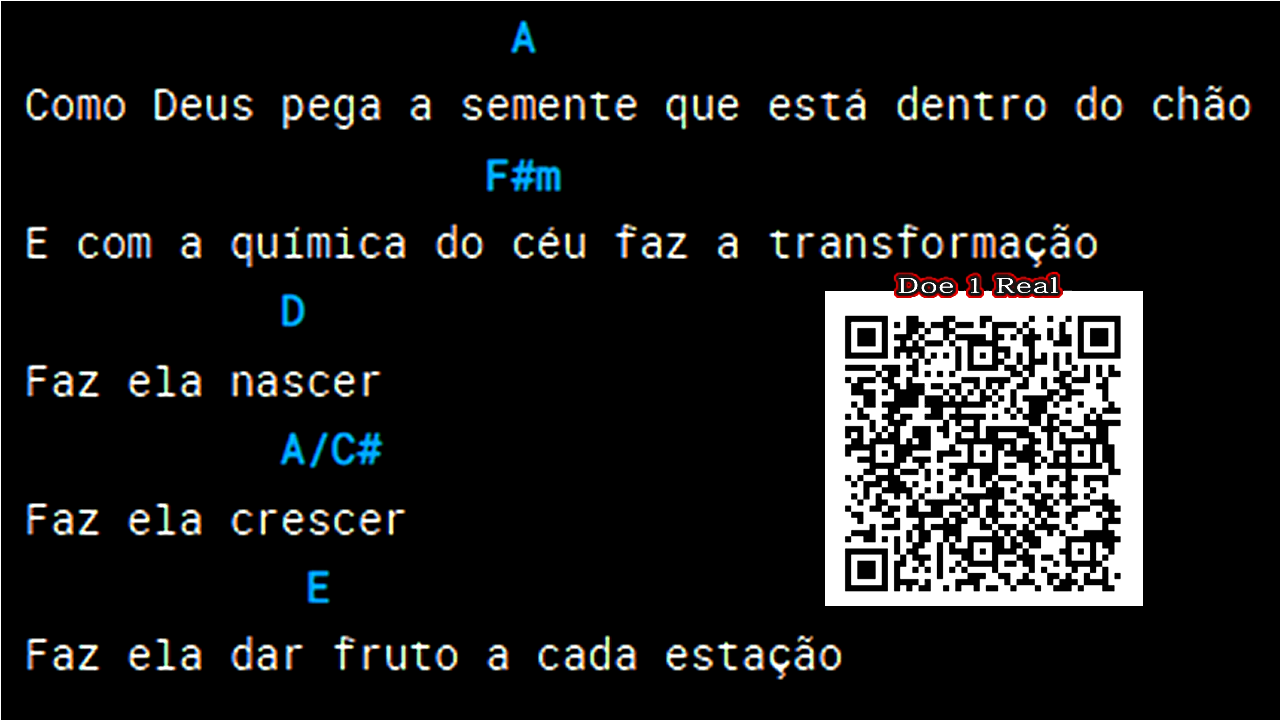 A
Como Deus pega a semente que está dentro do chão
F#m
E com a química do céu faz a transformação
Doe 1 Real
D
Faz ela nascer
A/C#
Faz ela crescer
E
Faz ela dar fruto a cada estação